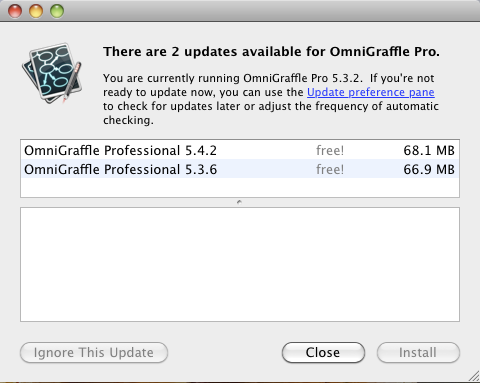 There are 2 updates available for OmniGraffle Pro.
You are currently running OmniGraffle Pro 5.3.2.  If you're not
ready to update now, you can use the Update preference pane
to check for updates later or adjust the frequency of automatic
checking.
OmniGraffle Professional 5.4.2 free! 68.1 MB
OmniGraffle Professional 5.3.6 free! 66.9 MB
Ignore This Update Close Install